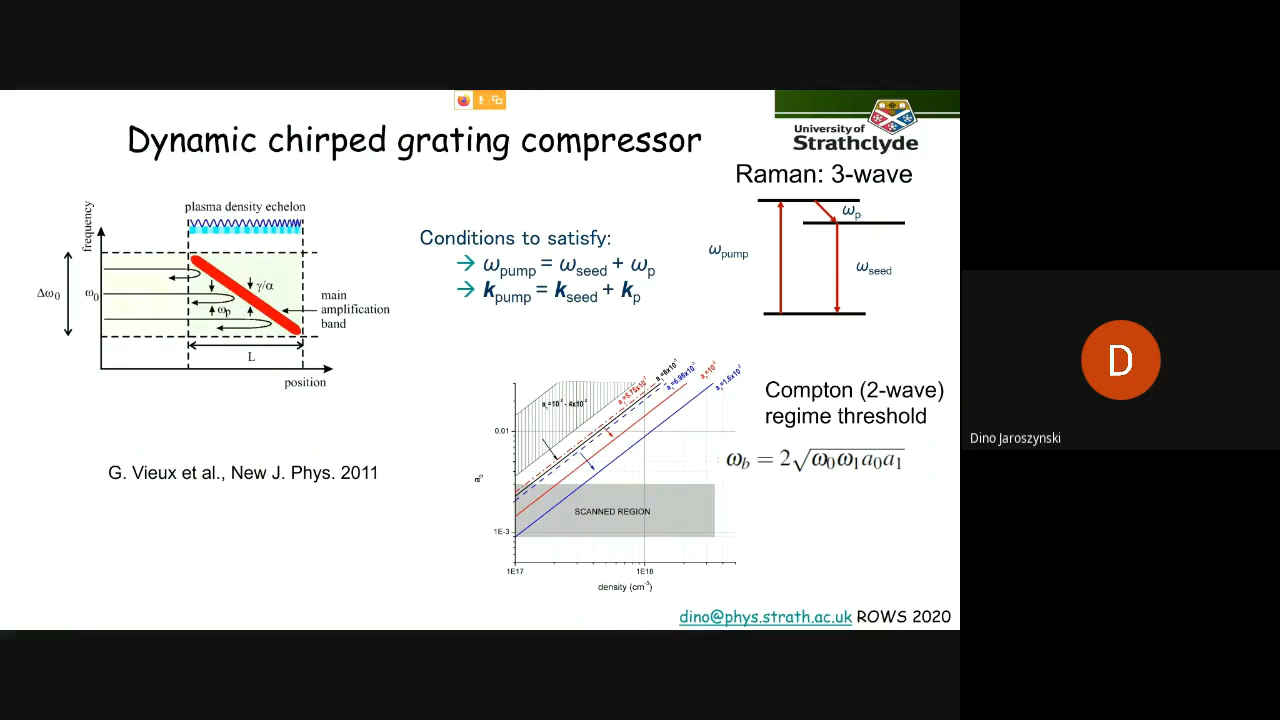 Dynamic chirped grating compressor
University of
Strathclyde
Raman: 3-wave
plasma density echelon
frequency
Δω0
ω0
ωp
γ/α
main
amplification
band
L
position
Conditions to satisfy:
→ ωpump = ωseed + ωp
→ kpump = kseed + kp
ωp
ωpump
ωseed
G. Vieux et al., New J. Phys. 2011
0.01
1E-3
SCANNED REGION
1E17
1E18
density (cm-3)
Compton (2-wave)
regime threshold
ωb = 2√ω0ω1a0a1
dino@phys.strath.ac.uk ROWS 2020
D
Dino Jaroszynski